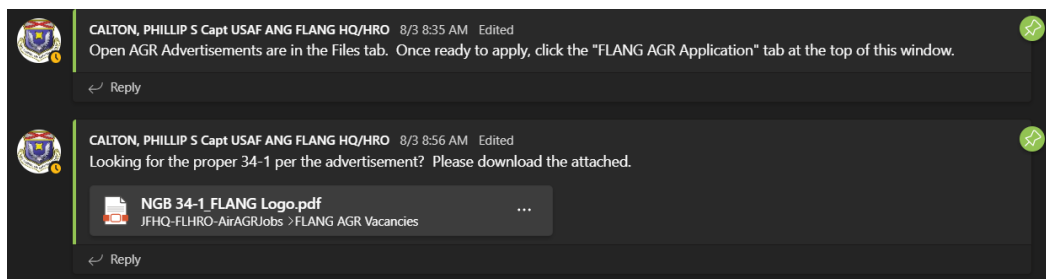 CALTON, PHILLIP S Capt USAF ANG FLANG HQ/HRO 8/3 8:35 AM Edited
Open AGR Advertisements are in the Files tab. Once ready to apply, click the "FLANG AGR Application" tab at the top of this window.
Reply
CALTON, PHILLIP S Capt USAF ANG FLANG HQ/HRO 8/3 8:56 AM Edited
Looking for the proper 34-1 per the advertisement? Please download the attached.
NGB 34-1_FLANG Logo.pdf
...
JFHQ-FLHRO-AirAGRJobs >FLANG AGR Vacancies
Reply